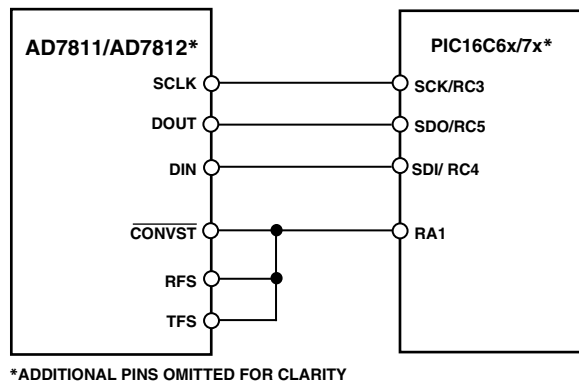 AD7811/AD7812*
SCLK
DOUT
DIN
CONVST
RFS
TFS
PIC16C6x/7x*
SCK/RC3
SDO/RC5
SDI/ RC4
RA1
*ADDITIONAL PINS OMITTED FOR CLARITY